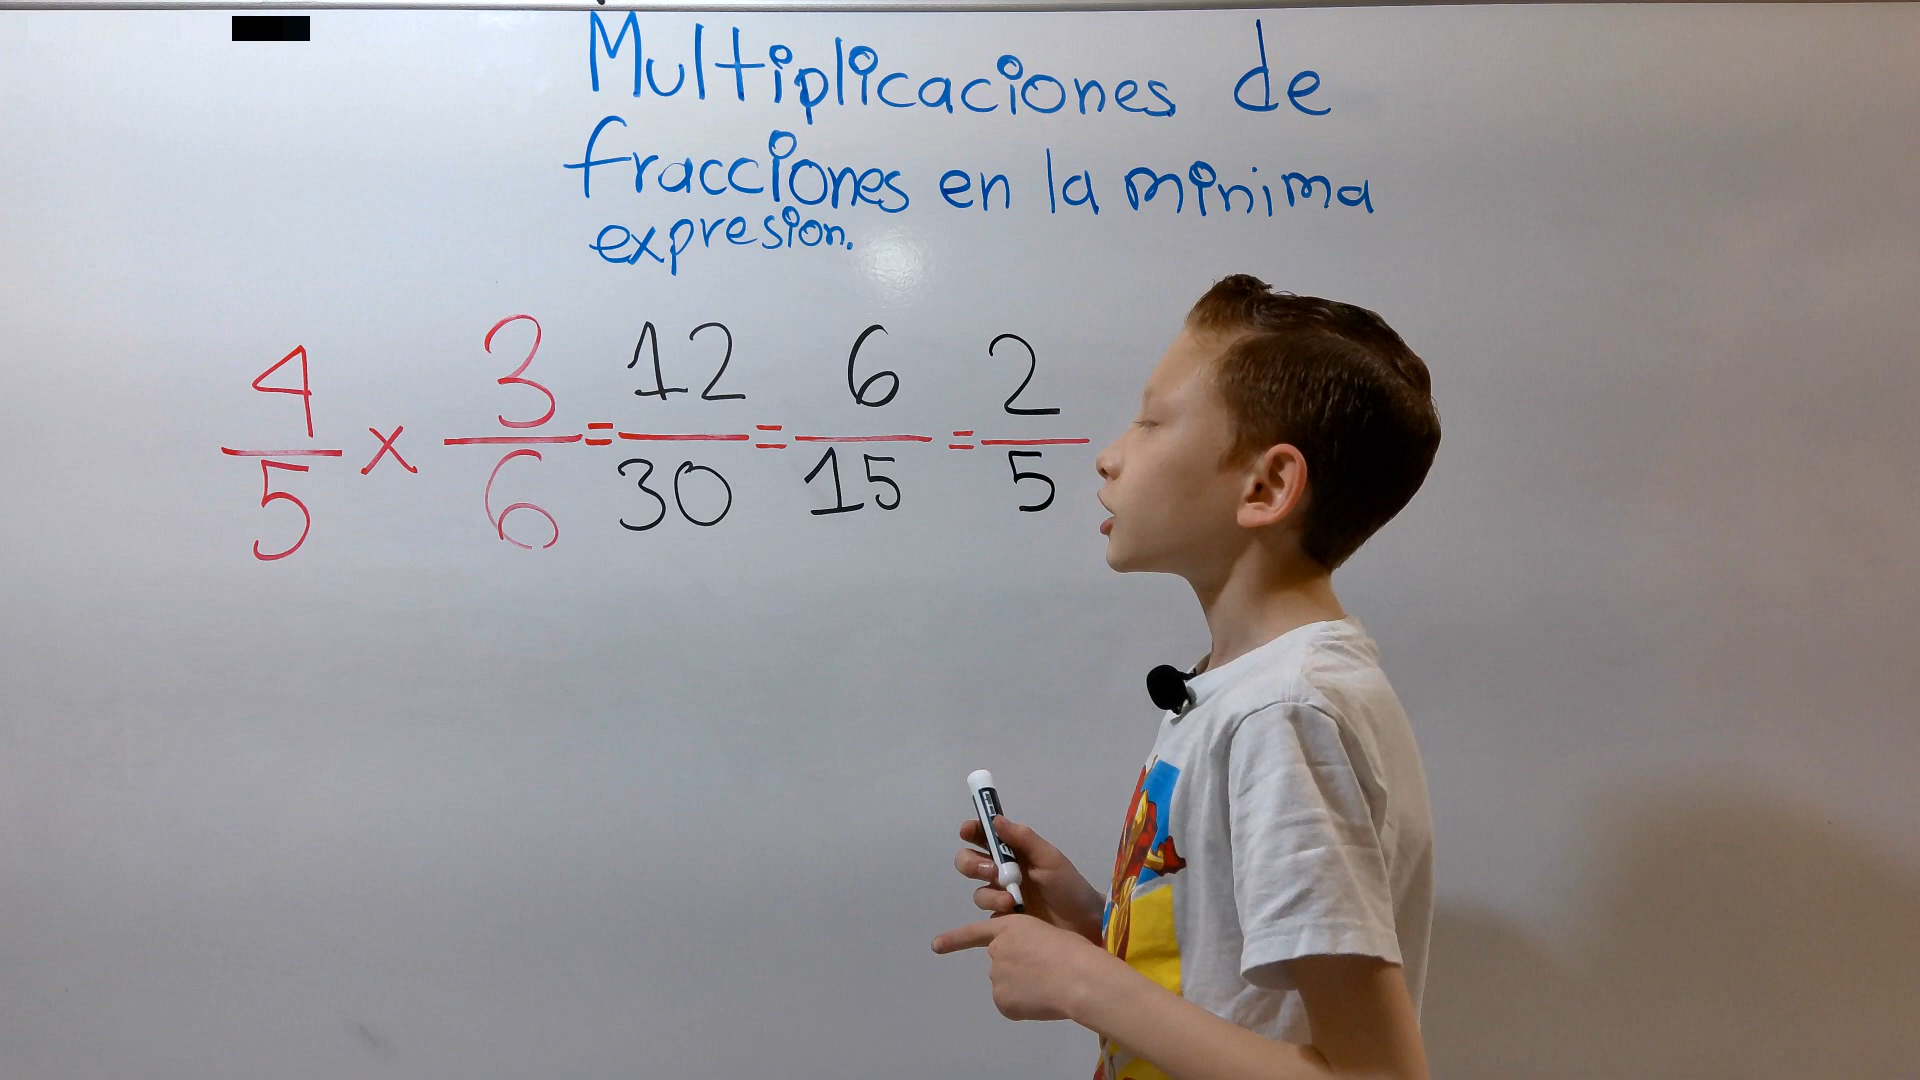 Multiplicaciones de
fracciones en la minima
expresion.
4/5 x 3/6 = 12/30 = 6/15 = 2/5